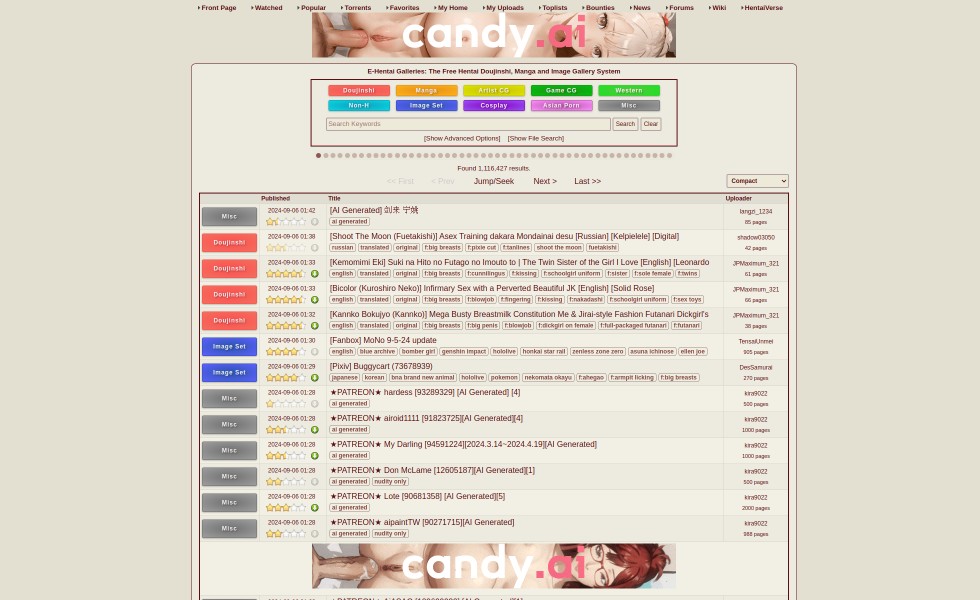 Front Page Watched Popular Torrents Favorites My Home My Uploads Toplists Bounties News Forums Wiki HentaiVerse
candy.ai
E-Hentai Galleries: The Free Hentai Doujinshi, Manga and Image Gallery System
Doujinshi Manga Artist CG Game CG Western
Non-H Image Set Cosplay Asian Porn Misc
Search Keywords Search Clear
[Show Advanced Options] [Show File Search]
Found 1,116,427 results.
<< First < Prev Jump/Seek Next > Last >> Compact
Published Title Uploader
Misc 2024-09-06 01:42 [AI Generated] 剑来 宁姚 langzi_1234
ai generated 85 pages
Doujinshi 2024-09-06 01:38 [Shoot The Moon (Fuetakishi)] Asex Training dakara Mondainai desu [Russian] [Kelpielele] [Digital] shadow03050
russian translated original f:big breasts f:pixie cut f:tanlines shoot the moon fuetakishi 42 pages
Doujinshi 2024-09-06 01:33 [Kemomimi Eki] Suki na Hito no Futago no Imouto to | The Twin Sister of the Girl I Love [English] [Leonardo JPMaximum_321
english translated original f:big breasts f:cunnilingus f:kissing f:schoolgirl uniform f:sister f:sole female f:twins 61 pages
Doujinshi 2024-09-06 01:33 [Bicolor (Kuroshiro Neko)] Infirmary Sex with a Perverted Beautiful JK [English] [Solid Rose] JPMaximum_321
english translated original f:big breasts f:blowjob f:fingering f:kissing f:nakadashi f:schoolgirl uniform f:sex toys 66 pages
Doujinshi 2024-09-06 01:32 [Kannko Bokujyo (Kannko)] Mega Busty Breastmilk Constitution Me & Jirai-style Fashion Futanari Dickgirl's JPMaximum_321
english translated original f:big breasts f:big penis f:blowjob f:dickgirl on female f:full-packaged futanari f:futanari 38 pages
Image Set 2024-09-06 01:30 [Fanbox] MoNo 9-5-24 update TensaiUnmei
english blue archive bomber girl genshin impact hololive honkai star rail zenless zone zero asuna ichinose ellen joe 905 pages
Image Set 2024-09-06 01:29 [Pixiv] Buggycart (73678939) DesSamurai
japanese korean bna brand new animal hololive pokemon nekomata okayu f:ahegao f:armpit licking f:big breasts 270 pages
Misc 2024-09-06 01:28 ★PATREON★ hardess [93289329] [AI Generated] [4] kira9022
ai generated 500 pages
Misc 2024-09-06 01:28 ★PATREON★ airoid1111 [91823725][AI Generated][4] kira9022
ai generated 1000 pages
Misc 2024-09-06 01:28 ★PATREON★ My Darling [94591224][2024.3.14~2024.4.19][AI Generated] kira9022
ai generated 1000 pages
Misc 2024-09-06 01:28 ★PATREON★ Don McLame [12605187][AI Generated][1] kira9022
ai generated nudity only 500 pages
Misc 2024-09-06 01:28 ★PATREON★ Lote [90681358] [AI Generated][5] kira9022
ai generated 2000 pages
Misc 2024-09-06 01:28 ★PATREON★ aipaintTW [90271715][AI Generated] kira9022
ai generated nudity only 988 pages
candy.ai